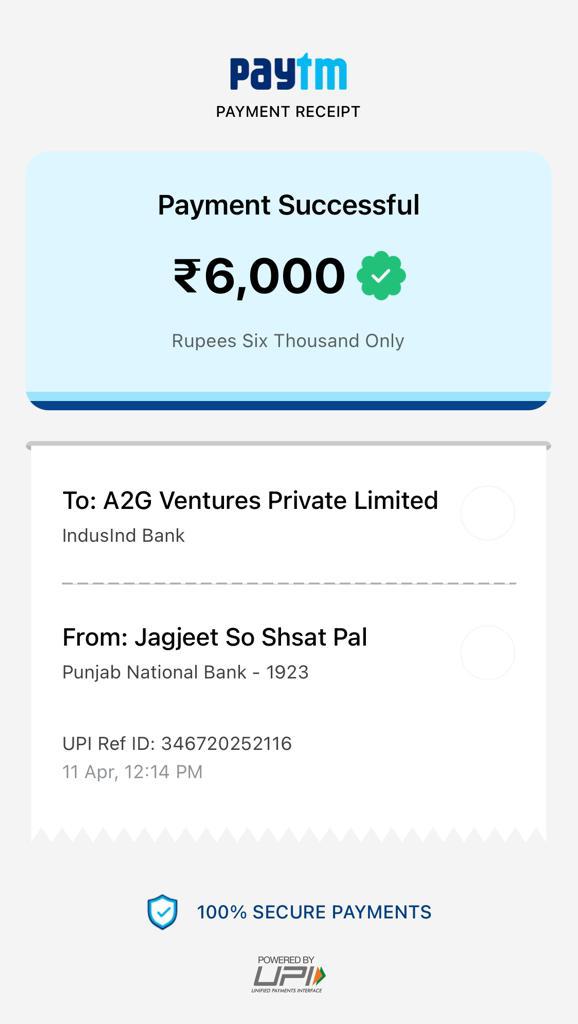 paytm
PAYMENT RECEIPT
Payment Successful
₹6,000
Rupees Six Thousand Only
To: A2G Ventures Private Limited
IndusInd Bank
From: Jagjeet So Shsat Pal
Punjab National Bank - 1923
UPI Ref ID: 346720252116
11 Apr, 12:14 PM
100% SECURE PAYMENTS
POWERED BY
UPI
UNIFIED PAYMENTS INTERFACE